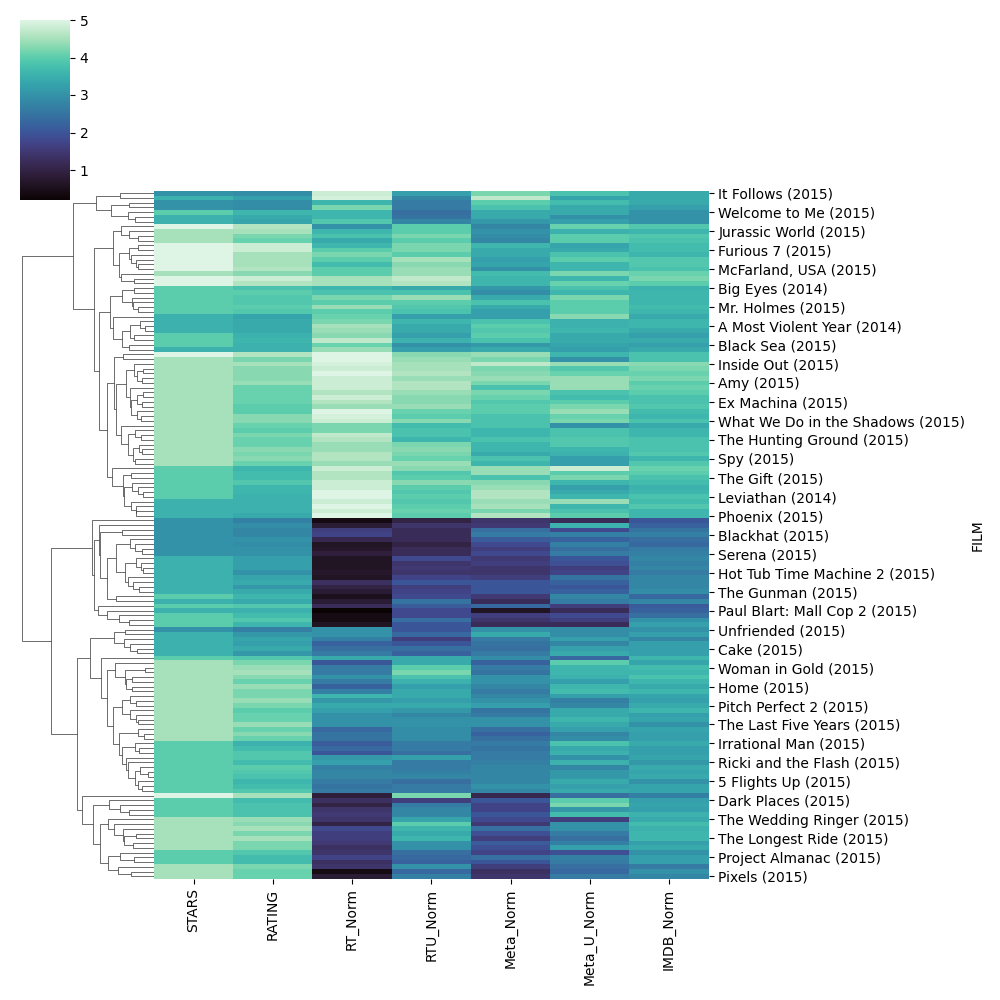 5
4
3
2
1
It Follows (2015)
Welcome to Me (2015)
Jurassic World (2015)
Furious 7 (2015)
McFarland, USA (2015)
Big Eyes (2014)
Mr. Holmes (2015)
A Most Violent Year (2014)
Black Sea (2015)
Inside Out (2015)
Amy (2015)
Ex Machina (2015)
What We Do in the Shadows (2015)
The Hunting Ground (2015)
Spy (2015)
The Gift (2015)
Leviathan (2014)
Phoenix (2015)
Blackhat (2015)
Serena (2015)
Hot Tub Time Machine 2 (2015)
The Gunman (2015)
Paul Blart: Mall Cop 2 (2015)
Unfriended (2015)
Cake (2015)
Woman in Gold (2015)
Home (2015)
Pitch Perfect 2 (2015)
The Last Five Years (2015)
Irrational Man (2015)
Ricki and the Flash (2015)
5 Flights Up (2015)
Dark Places (2015)
The Wedding Ringer (2015)
The Longest Ride (2015)
Project Almanac (2015)
Pixels (2015)
FILM
STARS
RATING
RT_Norm
RTU_Norm
Meta_Norm
Meta_U_Norm
IMDB_Norm